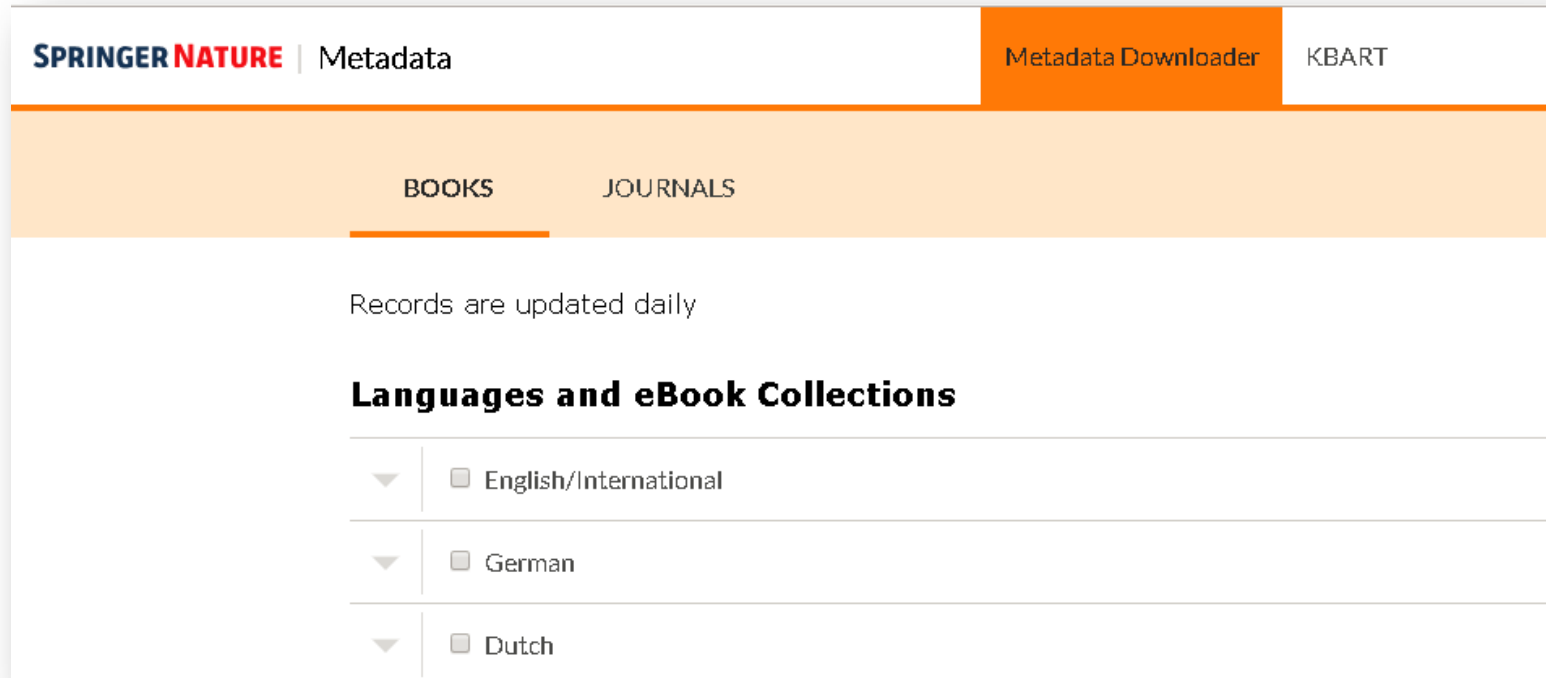 SPRINGER NATURE | Metadata Metadata Downloader KBART
BOOKS JOURNALS
Records are updated daily
Languages and eBook Collections
English/International
German
Dutch